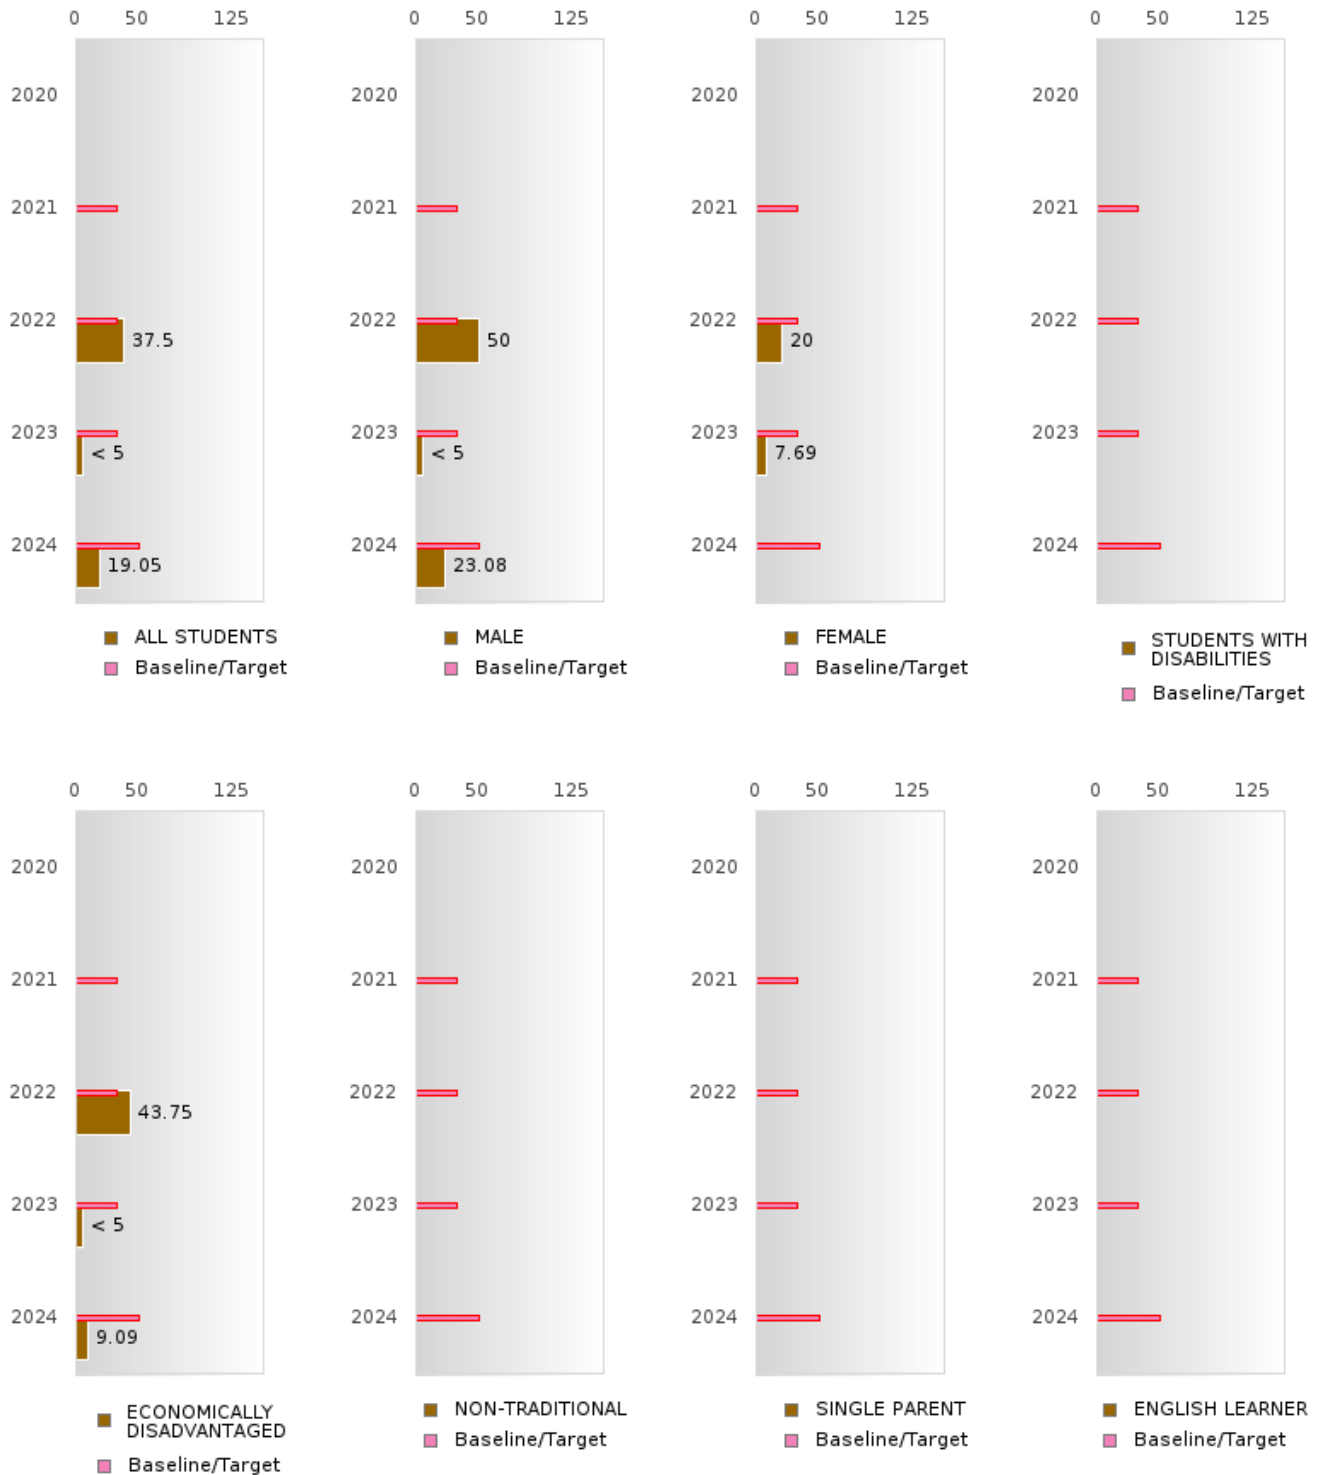 0 50 125
2020
2021
2022
37.5
2023
< 5
2024
19.05
ALL STUDENTS
Baseline/Target
0 50 125
2020
2021
2022
50
2023
< 5
2024
23.08
MALE
Baseline/Target
0 50 125
2020
2021
2022
20
2023
7.69
2024
FEMALE
Baseline/Target
0 50 125
2020
2021
2022
2023
2024
STUDENTS WITH
DISABILITIES
Baseline/Target
0 50 125
2020
2021
2022
43.75
2023
< 5
2024
9.09
ECONOMICALLY
DISADVANTAGED
Baseline/Target
0 50 125
2020
2021
2022
2023
2024
NON-TRADITIONAL
Baseline/Target
0 50 125
2020
2021
2022
2023
2024
SINGLE PARENT
Baseline/Target
0 50 125
2020
2021
2022
2023
2024
ENGLISH LEARNER
Baseline/Target